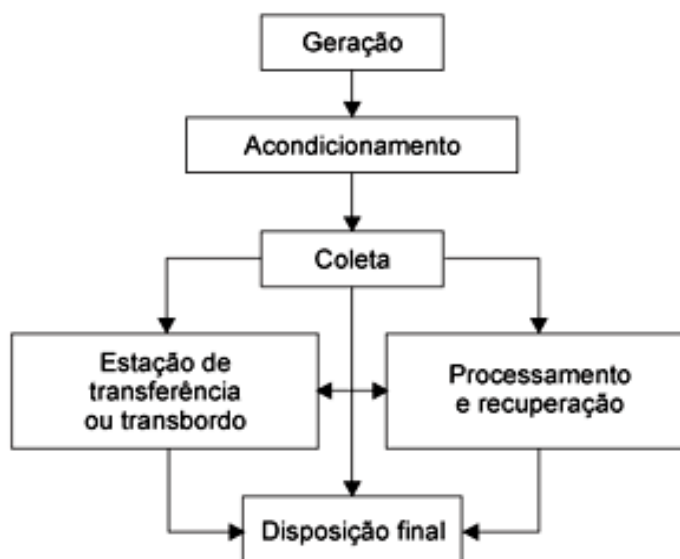 Geração
Acondicionamento
Coleta
Estação de
transferência
ou transbordo
Processamento
e recuperação
Disposição final